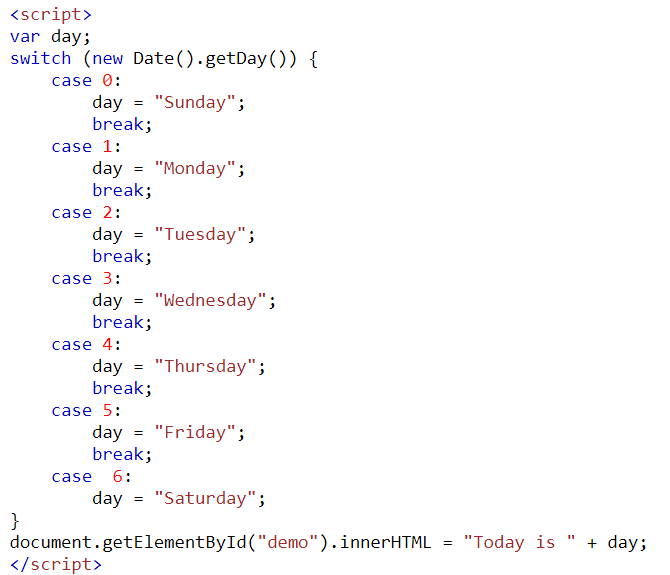 <script>
var day;
switch (new Date().getDay()) {
    case 0:
        day = "Sunday";
        break;
    case 1:
        day = "Monday";
        break;
    case 2:
        day = "Tuesday";
        break;
    case 3:
        day = "Wednesday";
        break;
    case 4:
        day = "Thursday";
        break;
    case 5:
        day = "Friday";
        break;
    case  6:
        day = "Saturday";
}
document.getElementById("demo").innerHTML = "Today is " + day;
</script>